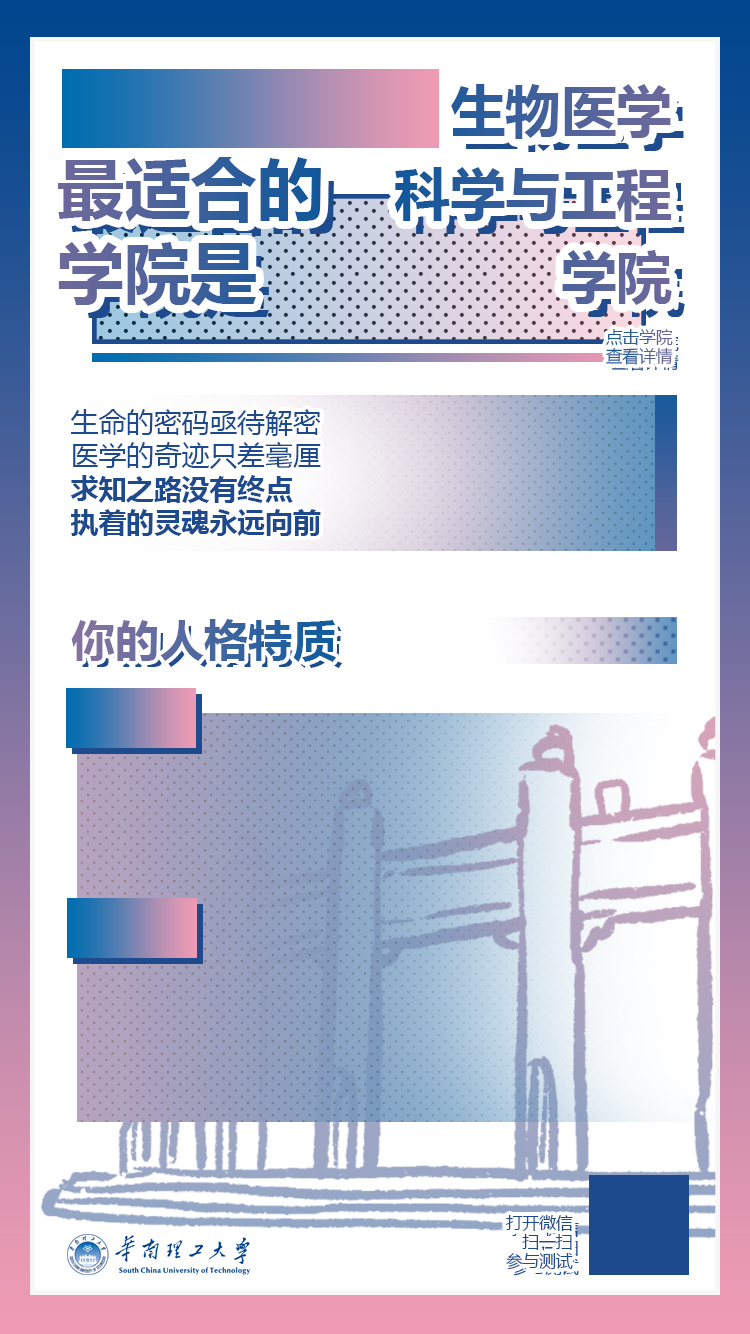 最适合的
学院是
生物医学
科学与工程
学院
点击学院
查看详情
生命的密码亟待解密
医学的奇迹只差毫厘
求知之路没有终点
执着的灵魂永远向前
你的人格特质
华南理工大学
South China University of Technology
打开微信
扫一扫
参与测试